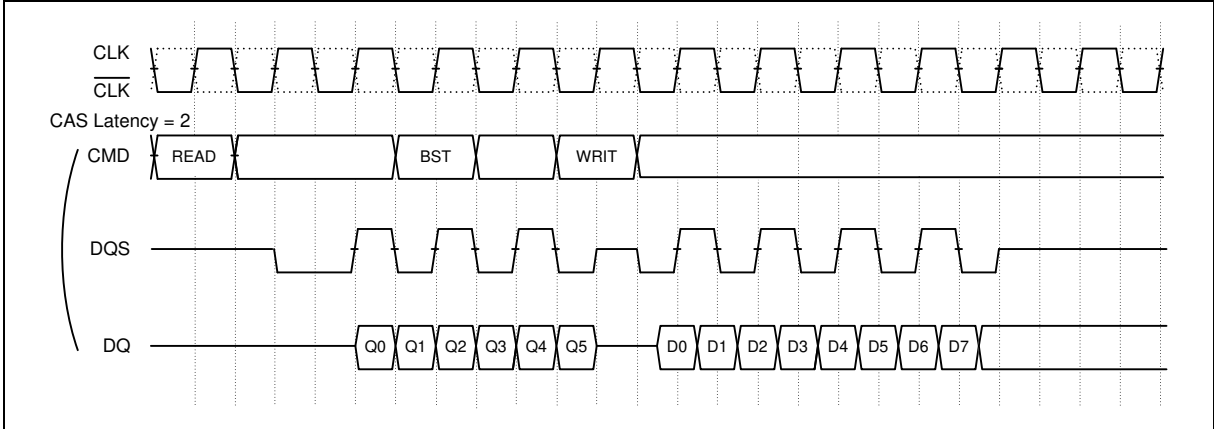 CLK
C̅L̅K̅
CAS Latency = 2
CMD READ BST WRIT
DQS
DQ Q0 Q1 Q2 Q3 Q4 Q5 D0 D1 D2 D3 D4 D5 D6 D7